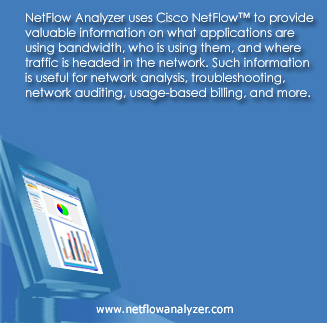 NetFlow Analyzer uses Cisco NetFlow™ to provide
valuable information on what applications are
using bandwidth, who is using them, and where
traffic is headed in the network. Such information
is useful for network analysis, troubleshooting,
network auditing, usage-based billing, and more.
www.netflowanalyzer.com